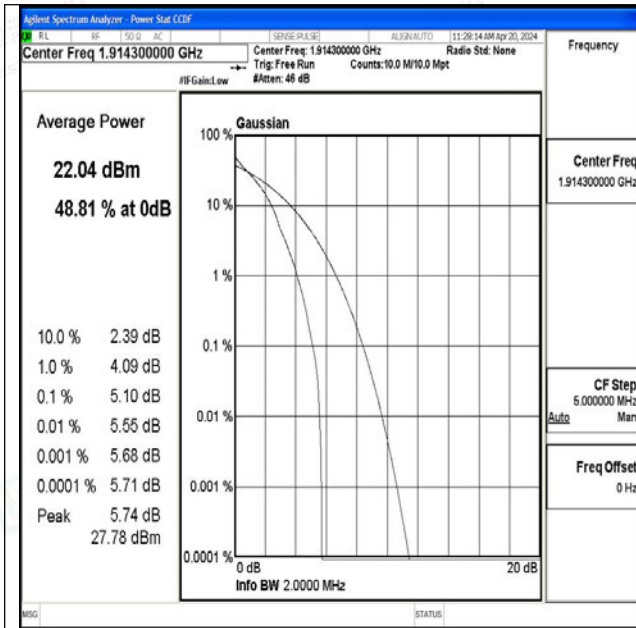 Agilent Spectrum Analyzer - Power Stat CCDF
RL RF 50 Ω AC SENSE:PULSE ALIGNAUTO 11:28:14 AM Apr 20, 2024
Center Freq 1.914300000 GHz
Center Freq: 1.914300000 GHz Radio Std: None
Trig: Free Run Counts:10.0 M/10.0 Mpt
#IFGain:Low #Atten: 46 dB
Frequency
Average Power
22.04 dBm
48.81 % at 0dB
10.0 % 2.39 dB
1.0 % 4.09 dB
0.1 % 5.10 dB
0.01 % 5.55 dB
0.001 % 5.68 dB
0.0001 % 5.71 dB
Peak 5.74 dB
27.78 dBm
Gaussian
100 %
10 %
1 %
0.1 %
0.01 %
0.001 %
0.0001 %
0 dB 20 dB
Info BW 2.0000 MHz
Center Freq
1.914300000 GHz
CF Step
5.000000 MHz
Auto Man
Freq Offset
0 Hz
MSG STATUS